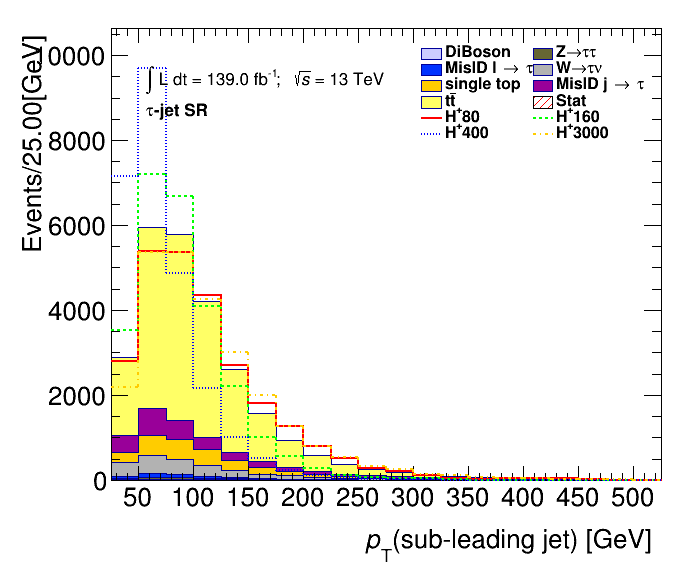 Events/25.00[GeV]
0000
8000
6000
4000
2000
0
∫ L dt = 139.0 fb⁻¹; √s = 13 TeV
τ-jet SR
DiBoson Z→ττ
MisID l → τ W→τν
single top MisID j → τ
tt̄ Stat
H⁺80 H⁺160
H⁺400 H⁺3000
50 100 150 200 250 300 350 400 450 500
p_T(sub-leading jet) [GeV]